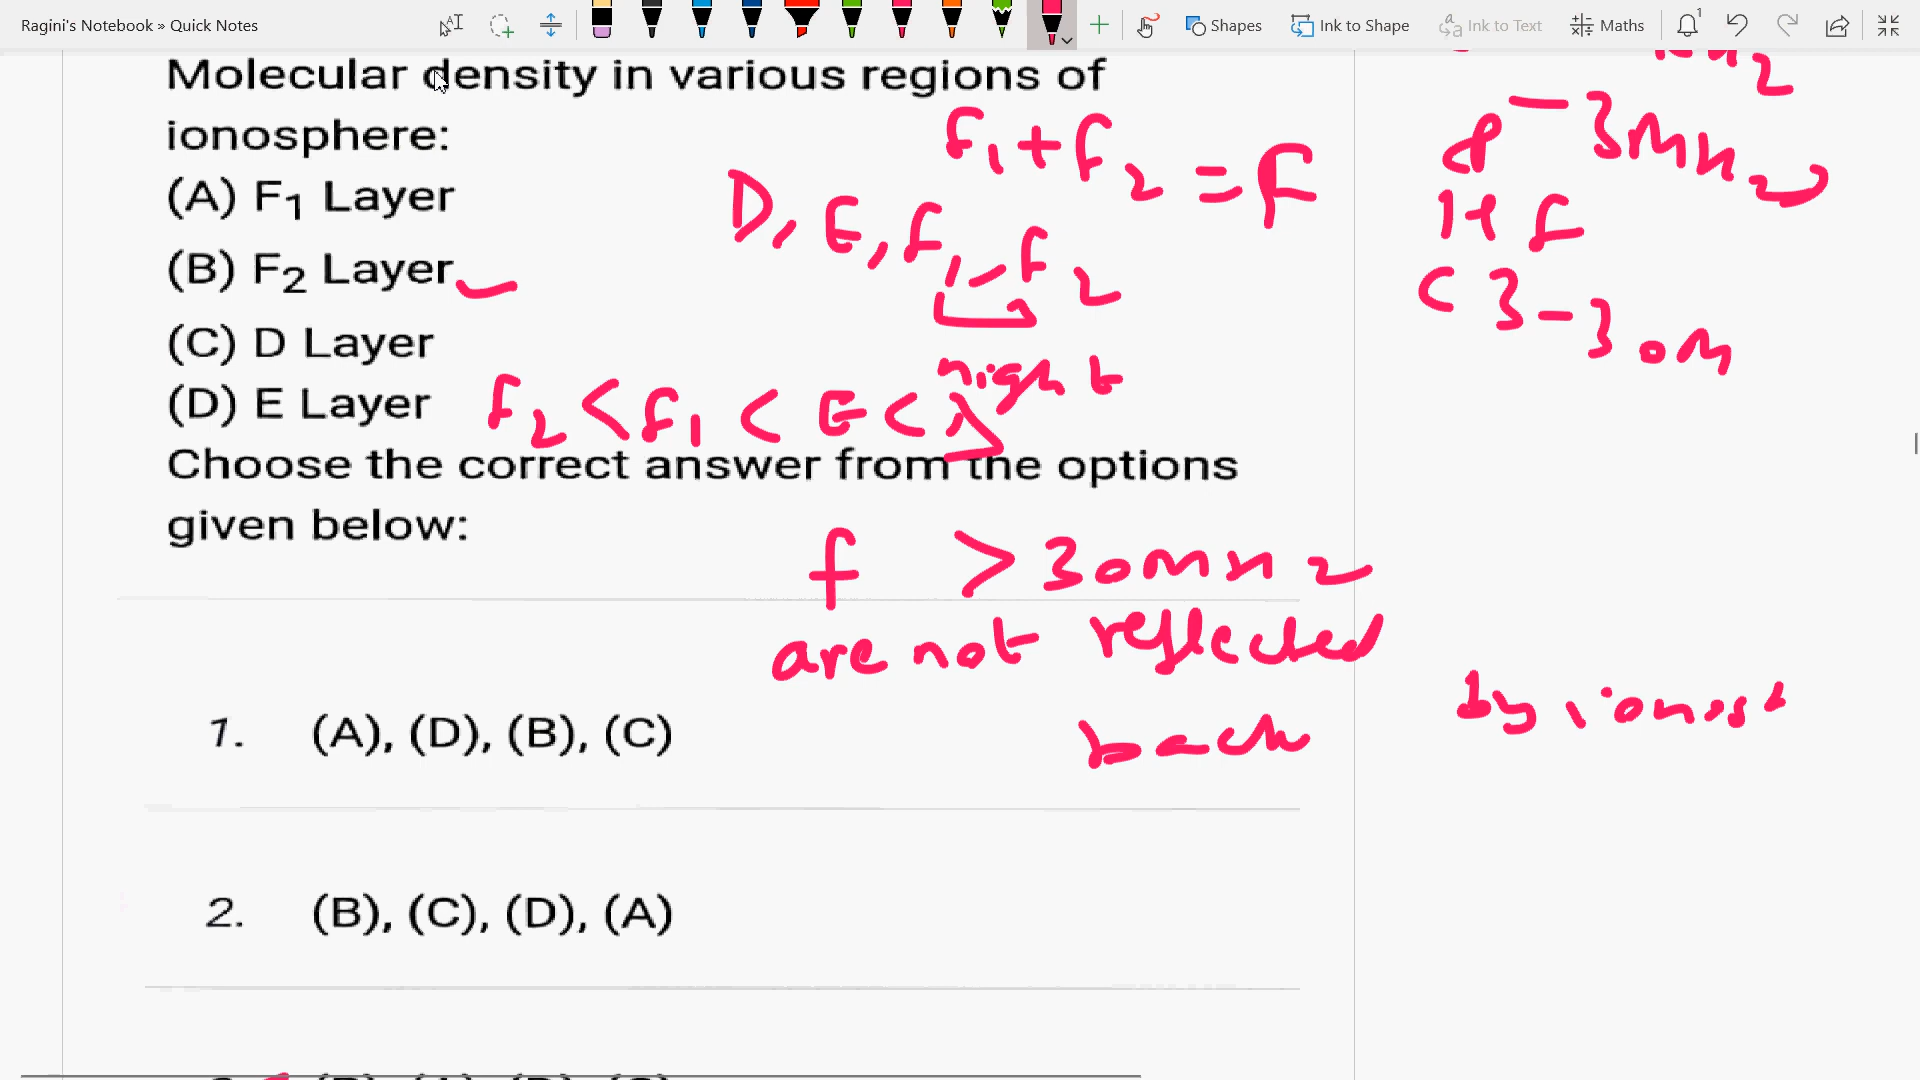 Ragini's Notebook » Quick Notes
Shapes
Ink to Shape
Ink to Text
Maths
1
Molecular density in various regions of
ionosphere:
(A) F1 Layer
(B) F2 Layer
(C) D Layer
(D) E Layer
Choose the correct answer from the options
given below:
1. (A), (D), (B), (C)
2. (B), (C), (D), (A)
F1 + F2 = F
D, E, F1 - F2
night
F2 < F1 < E < D
f > 30MHz
are not reflected
back
by
- 3MHz
HF
(3 - 30M